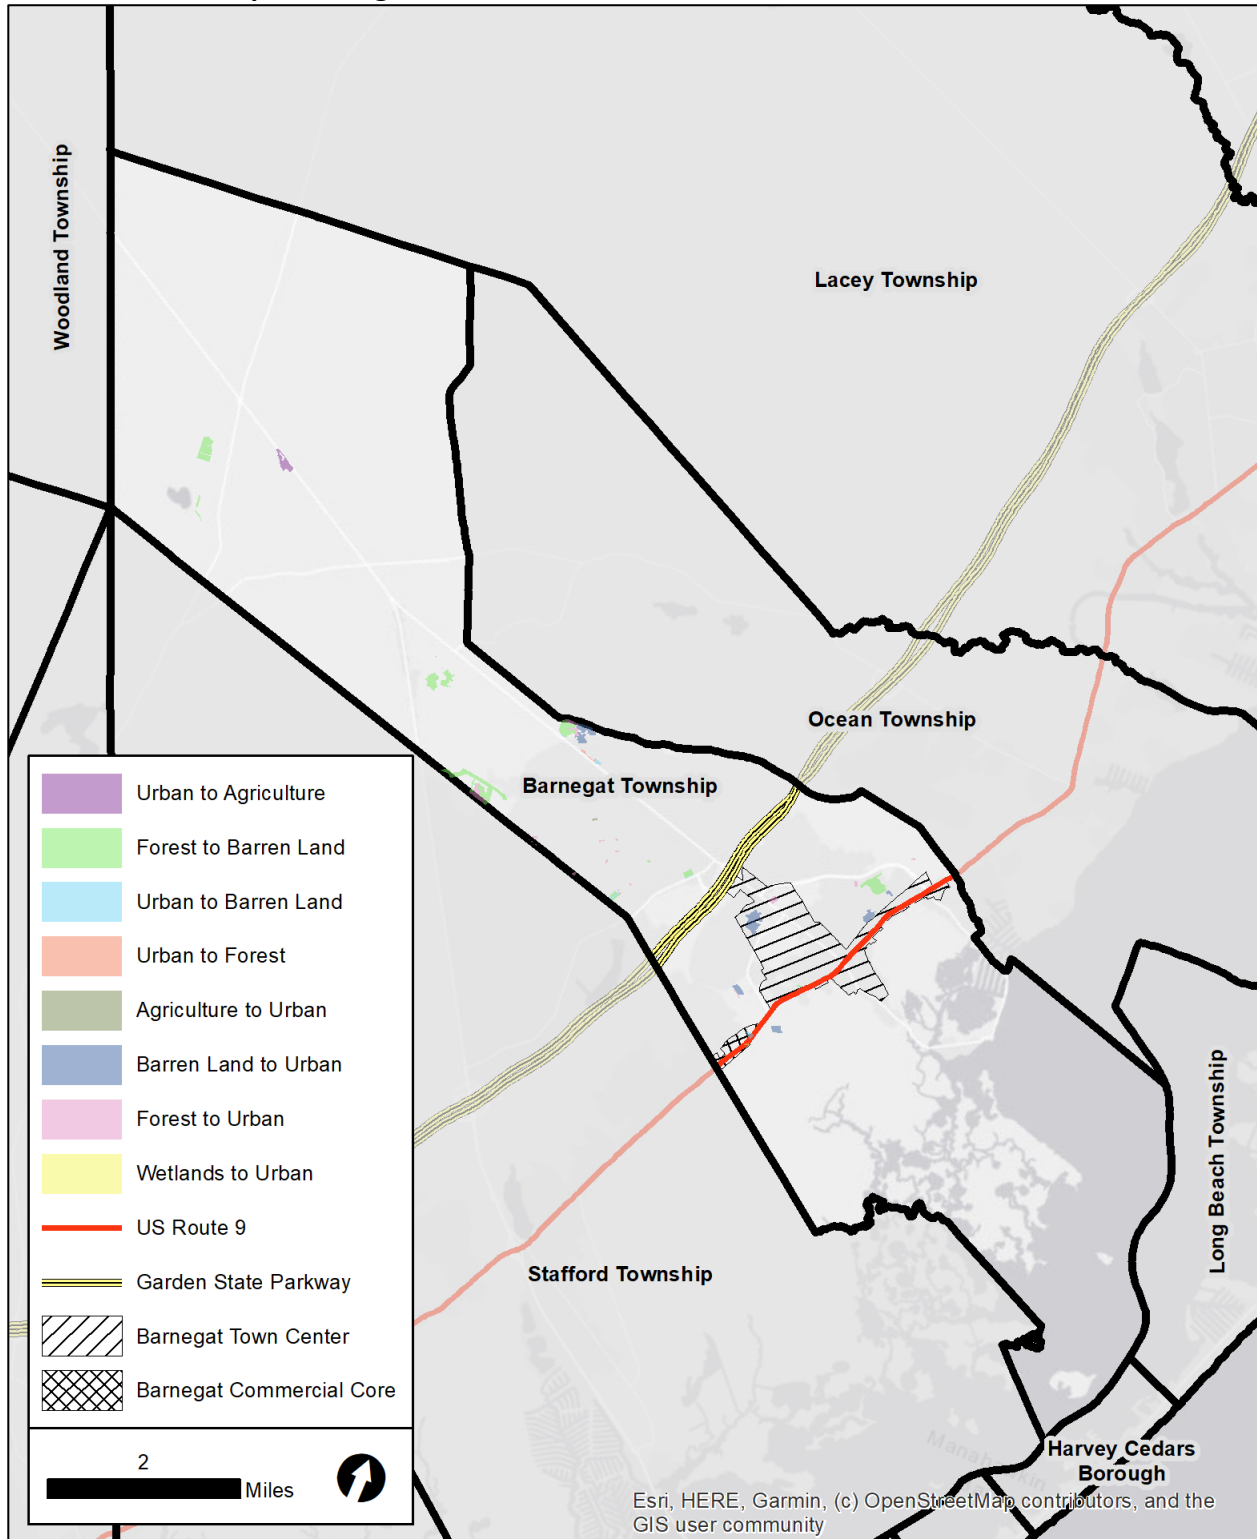 Woodland Township
Lacey Township
Ocean Township
Barnegat Township
Long Beach Township
Stafford Township
Harvey Cedars
Borough
Urban to Agriculture
Forest to Barren Land
Urban to Barren Land
Urban to Forest
Agriculture to Urban
Barren Land to Urban
Forest to Urban
Wetlands to Urban
US Route 9
Garden State Parkway
Barnegat Town Center
Barnegat Commercial Core
2
Miles
Esri, HERE, Garmin, (c) OpenStreetMap contributors, and the
GIS user community